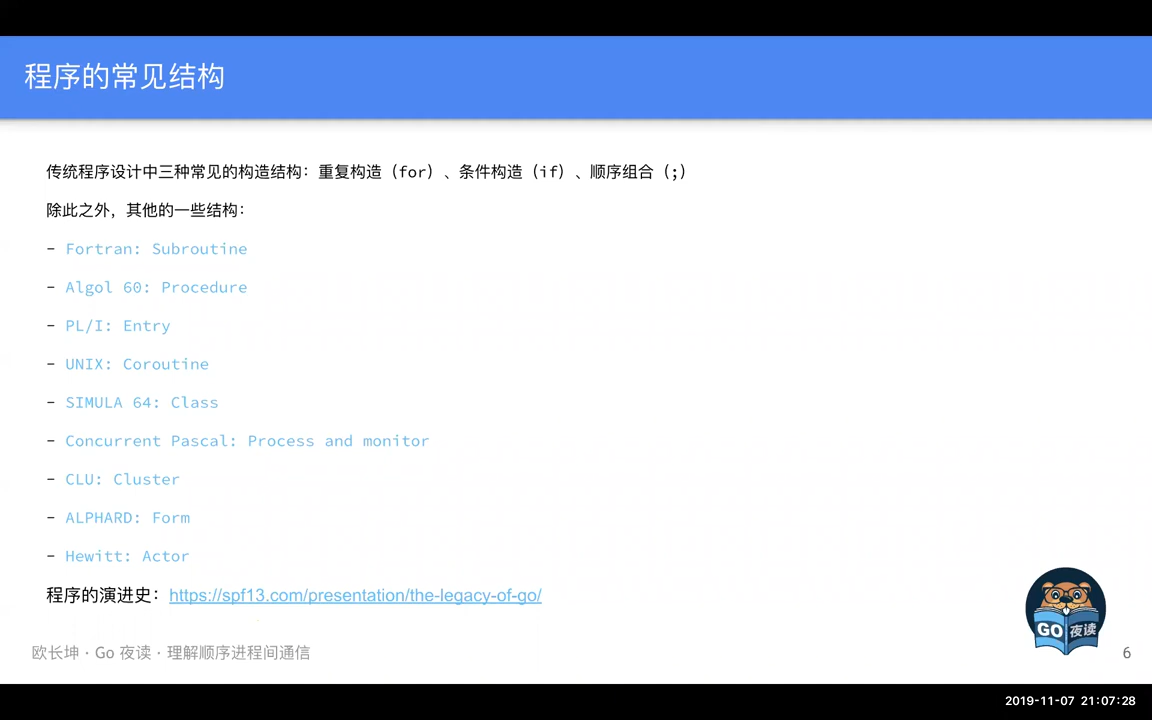 程序的常见结构
传统程序设计中三种常见的构造结构：重复构造（for）、条件构造（if）、顺序组合（;）
除此之外，其他的一些结构：
- Fortran: Subroutine
- Algol 60: Procedure
- PL/I: Entry
- UNIX: Coroutine
- SIMULA 64: Class
- Concurrent Pascal: Process and monitor
- CLU: Cluster
- ALPHARD: Form
- Hewitt: Actor
程序的演进史：https://spf13.com/presentation/the-legacy-of-go/
GO 夜读
欧长坤 · Go 夜读 · 理解顺序进程间通信
6
2019-11-07 21:07:28